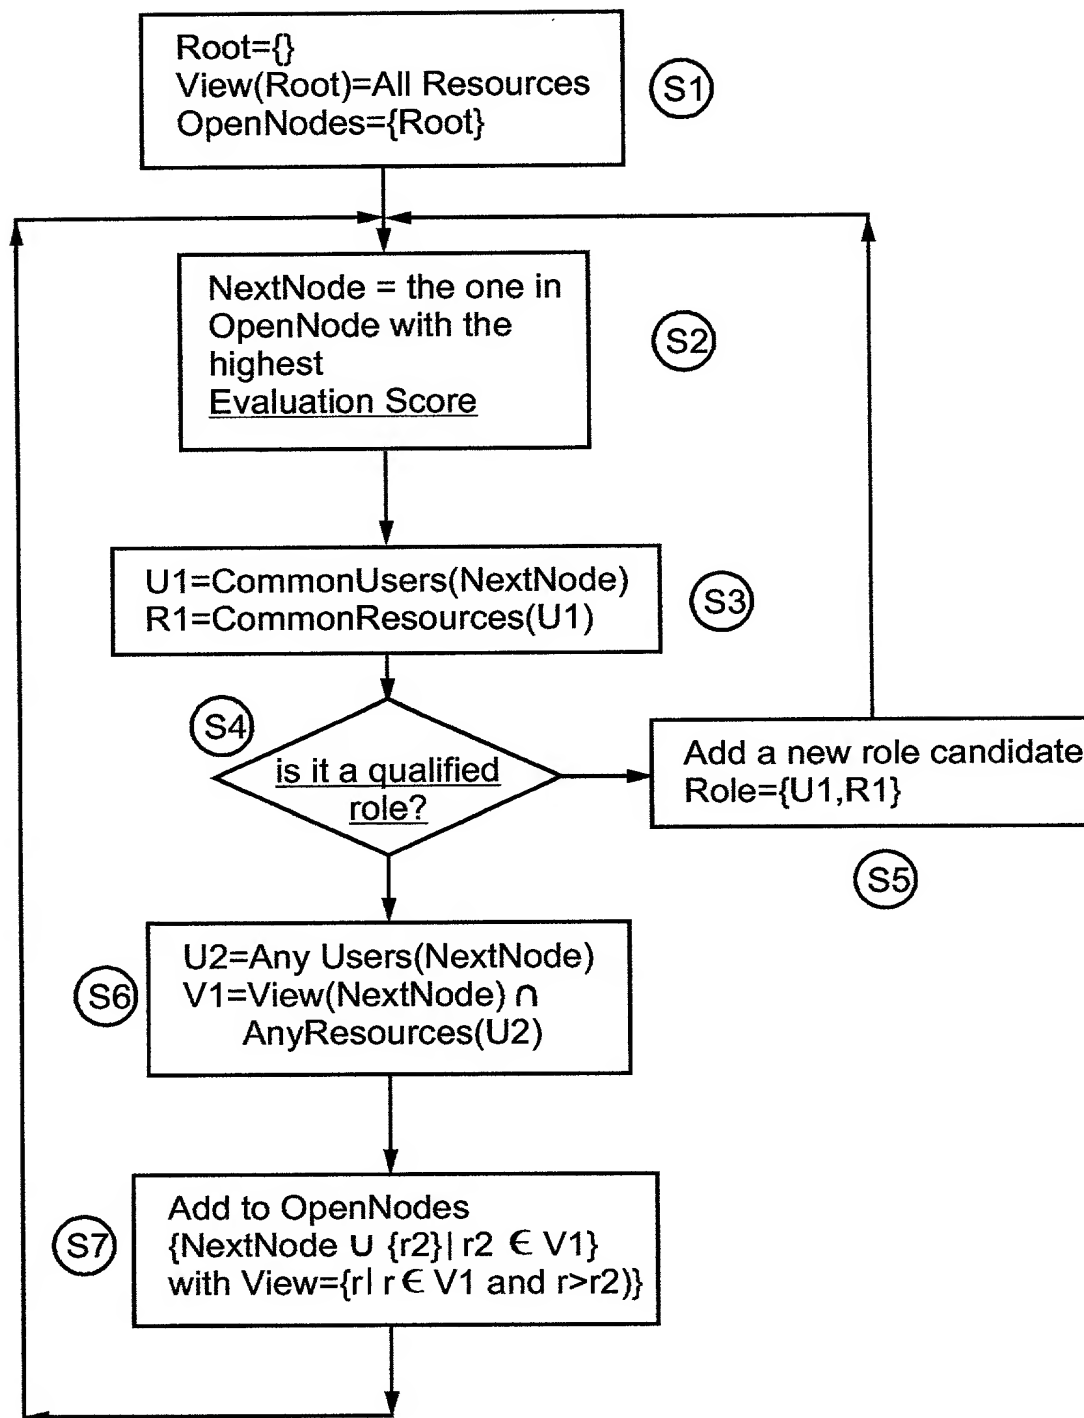 Root={}
View(Root)=All Resources
OpenNodes={Root}
S1
NextNode = the one in
OpenNode with the
highest
Evaluation Score
S2
U1=CommonUsers(NextNode)
R1=CommonResources(U1)
S3
S4
is it a qualified
role?
Add a new role candidate
Role={U1,R1}
S5
U2=Any Users(NextNode)
V1=View(NextNode) ∩
AnyResources(U2)
S6
Add to OpenNodes
{NextNode ∪ {r2}| r2 ∈ V1}
with View={r| r ∈ V1 and r>r2)}
S7